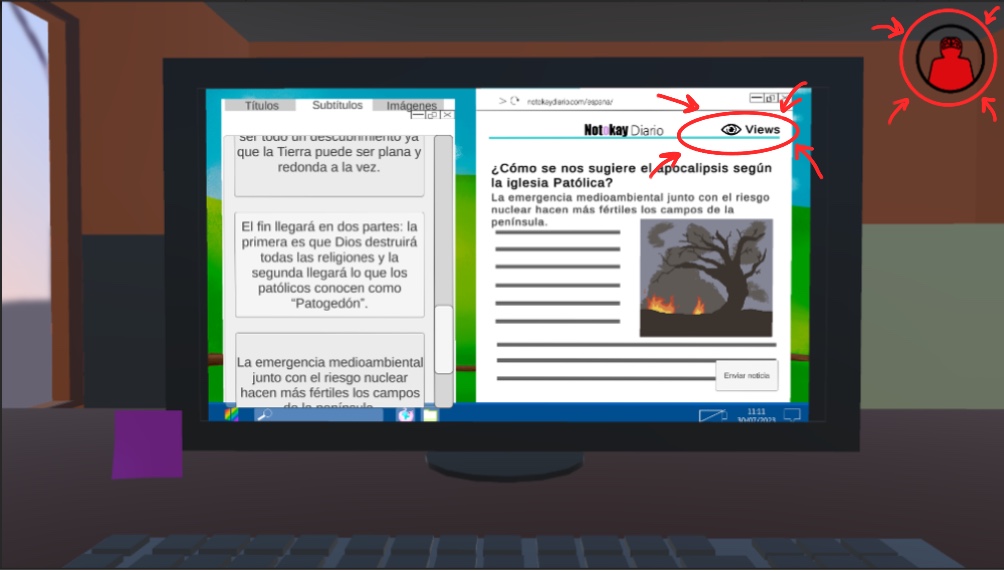 Títulos
Subtítulos
Imágenes
ser todo un descubrimiento ya
que la Tierra puede ser plana y
redonda a la vez.
El fin llegará en dos partes: la
primera es que Dios destruirá
todas las religiones y la
segunda llegará lo que los
patólicos conocen como
"Patogedón".
La emergencia medioambiental
junto con el riesgo nuclear
hacen más fértiles los campos
de la península
notokaydiario.com/espana/
Notokay Diario
Views
¿Cómo se nos sugiere el apocalipsis según
la iglesia Patólica?
La emergencia medioambiental junto con el riesgo
nuclear hacen más fértiles los campos de la
península.
Enviar noticia
11:11
30/07/2023